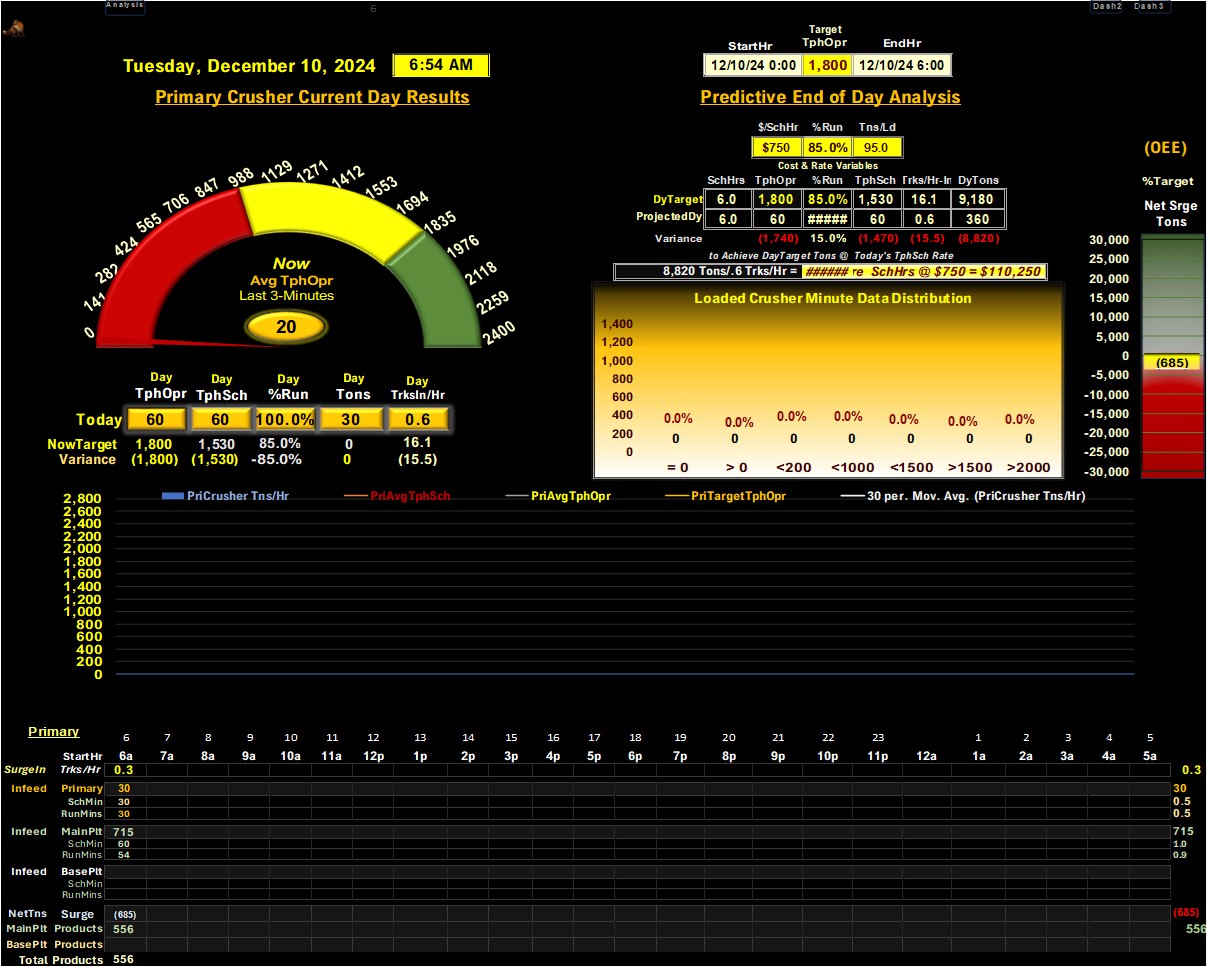 Analysis
6
Dash2 Dash3
Tuesday, December 10, 2024 6:54 AM
Primary Crusher Current Day Results
Target
StartHr TphOpr EndHr
12/10/24 0:00 1,800 12/10/24 6:00
Predictive End of Day Analysis
$/SchHr %Run Tns/Ld
$750 85.0% 95.0
Cost & Rate Variables
SchHrs TphOpr %Run TphSch Trks/Hr-In DyTons
DyTarget 6.0 1,800 85.0% 1,530 16.1 9,180
ProjectedDy 6.0 60 ##### 60 0.6 360
Variance (1,740) 15.0% (1,470) (15.5) (8,820)
to Achieve DayTarget Tons @ Today's TphSch Rate
8,820 Tons/.6 Trks/Hr = ###### re SchHrs @ $750 = $110,250
0
141
282
424
565
706
847
988
1129
1271
1412
1553
1694
1835
1976
2118
2259
2400
Now
Avg TphOpr
Last 3-Minutes
20
Day Day Day Day Day
TphOpr TphSch %Run Tons TrksIn/Hr
Today 60 60 100.0% 30 0.6
NowTarget 1,800 1,530 85.0% 0 16.1
Variance (1,800) (1,530) -85.0% 0 (15.5)
Loaded Crusher Minute Data Distribution
1,400
1,200
1,000
800
600
400
200
0
0.0% 0.0% 0.0% 0.0% 0.0% 0.0% 0.0%
0 0 0 0 0 0 0
= 0 > 0 <200 <1000 <1500 >1500 >2000
(OEE)
%Target
Net Srge
Tons
30,000
25,000
20,000
15,000
10,000
5,000
0
(685)
-5,000
-10,000
-15,000
-20,000
-25,000
-30,000
PriCrusher Tns/Hr PriAvgTphSch PriAvgTphOpr PriTargetTphOpr 30 per. Mov. Avg. (PriCrusher Tns/Hr)
2,800
2,600
2,400
2,200
2,000
1,800
1,600
1,400
1,200
1,000
800
600
400
200
0
Primary 6 7 8 9 10 11 12 13 14 15 16 17 18 19 20 21 22 23 1 2 3 4 5
StartHr 6a 7a 8a 9a 10a 11a 12p 1p 2p 3p 4p 5p 6p 7p 8p 9p 10p 11p 12a 1a 2a 3a 4a 5a
SurgeIn Trks/Hr 0.3 0.3
Infeed Primary 30 30
SchMin 30 0.5
RunMins 30 0.5
Infeed MainPlt 715 715
SchMin 60 1.0
RunMins 54 0.9
Infeed BasePlt
SchMin
RunMins
NetTns Surge (685) (685)
MainPlt Products 556 556
BasePlt Products
Total Products 556